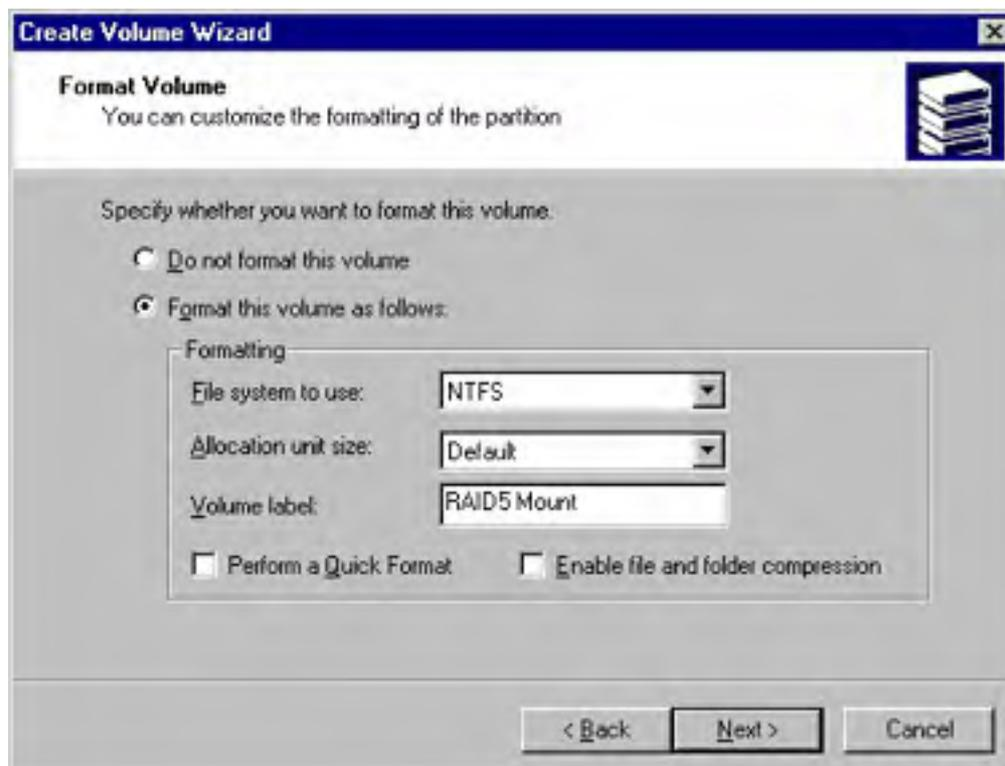 Create Volume Wizard
Format Volume
You can customize the formatting of the partition
Specify whether you want to format this volume.
Do not format this volume
Format this volume as follows:
Formatting
File system to use: NTFS
Allocation unit size: Default
Volume label: RAID5 Mount
Perform a Quick Format Enable file and folder compression
< Back Next > Cancel